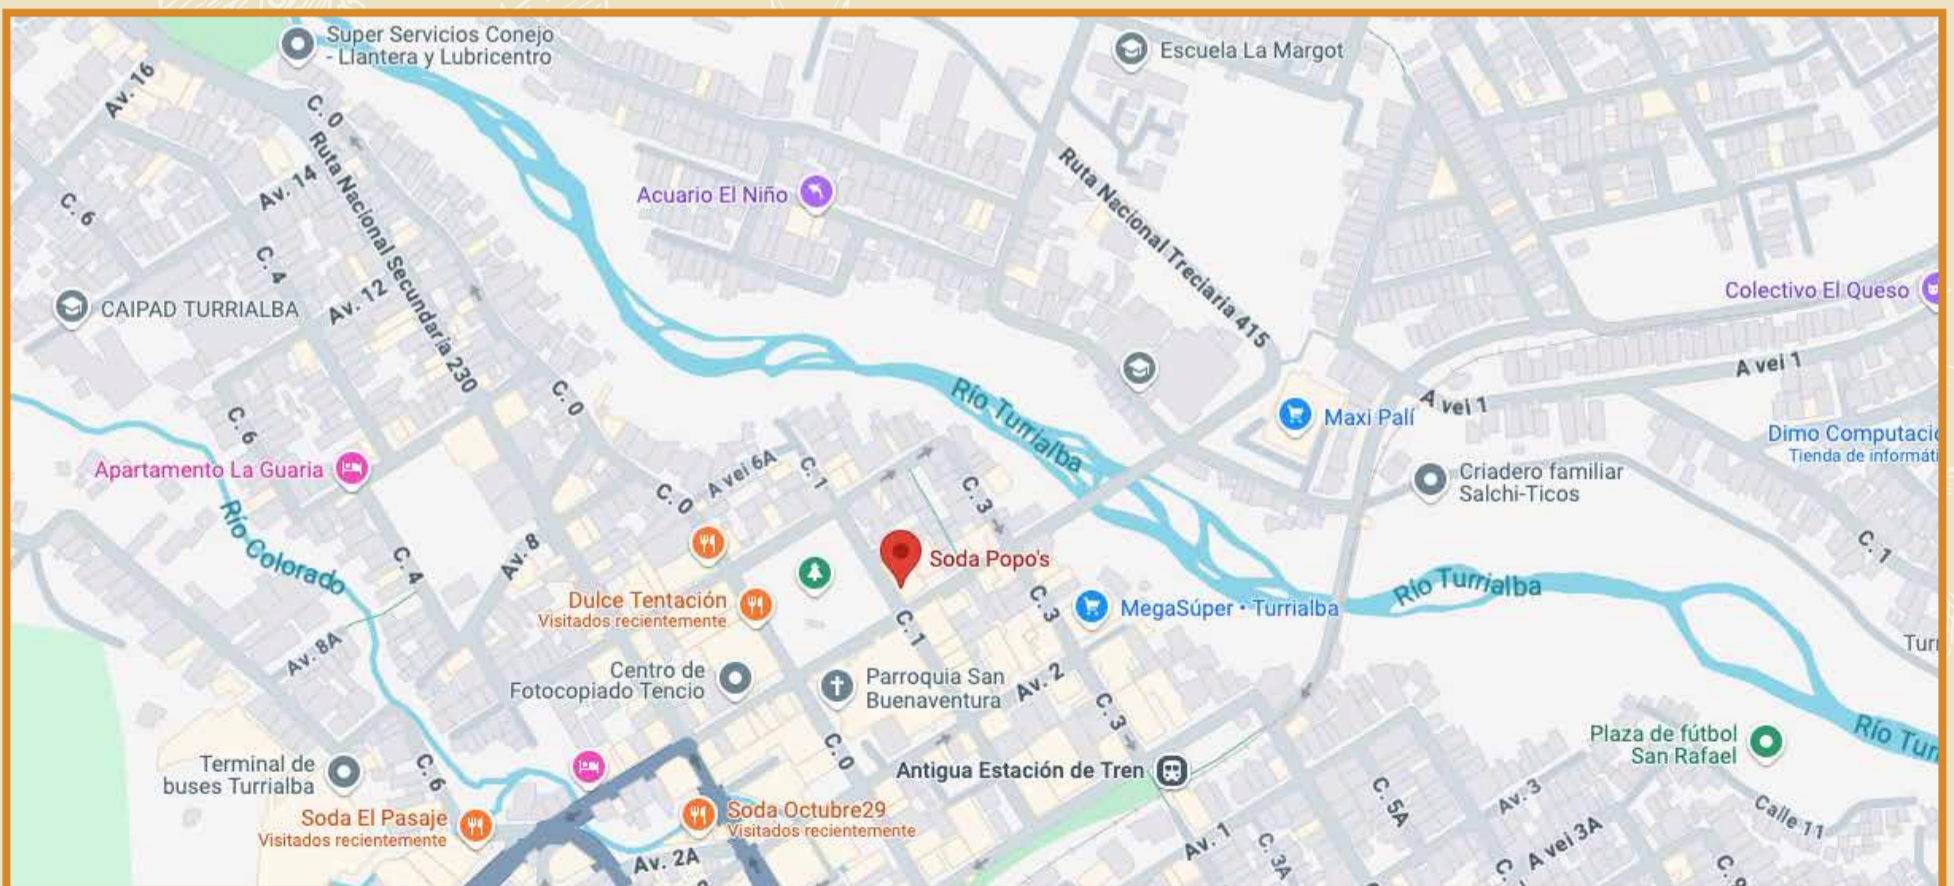 Super Servicios Conejo
- Llantera y Lubricentro
Escuela La Margot
Av. 16
C. 0
Ruta Nacional Secundaria 230
Av. 14
C. 6
C. 4
Av. 12
Acuario El Niño
Ruta Nacional Treciaria 415
Colectivo El Queso
CAIPAD TURRIALBA
A vei 1
A vei 1
C. 0
C. 6
Río Turrialba
Maxi Palí
Dimo Computaci
Tienda de informáti
Apartamento La Guaria
A vei 6A
C. 1
C. 0
C. 3
Criadero familiar
Salchi-Ticos
Río Colorado
C. 4
Av. 8
C. 1
Soda Popo's
Dulce Tentación
Visitados recientemente
C. 1
C. 3
MegaSúper • Turrialba
Río Turrialba
Av. 8A
Turr
Centro de
Fotocopiado Tencio
Parroquia San
Buenaventura
Av. 2
C. 3
Plaza de fútbol
San Rafael
Río Tur
Terminal de
buses Turrialba
C. 6
C. 0
Antigua Estación de Tren
C. 5A
Av. 3
Calle 11
Soda El Pasaje
Visitados recientemente
Soda Octubre29
Visitados recientemente
Av. 2A
Av. 1
C. 3A
A vei 3A
C.